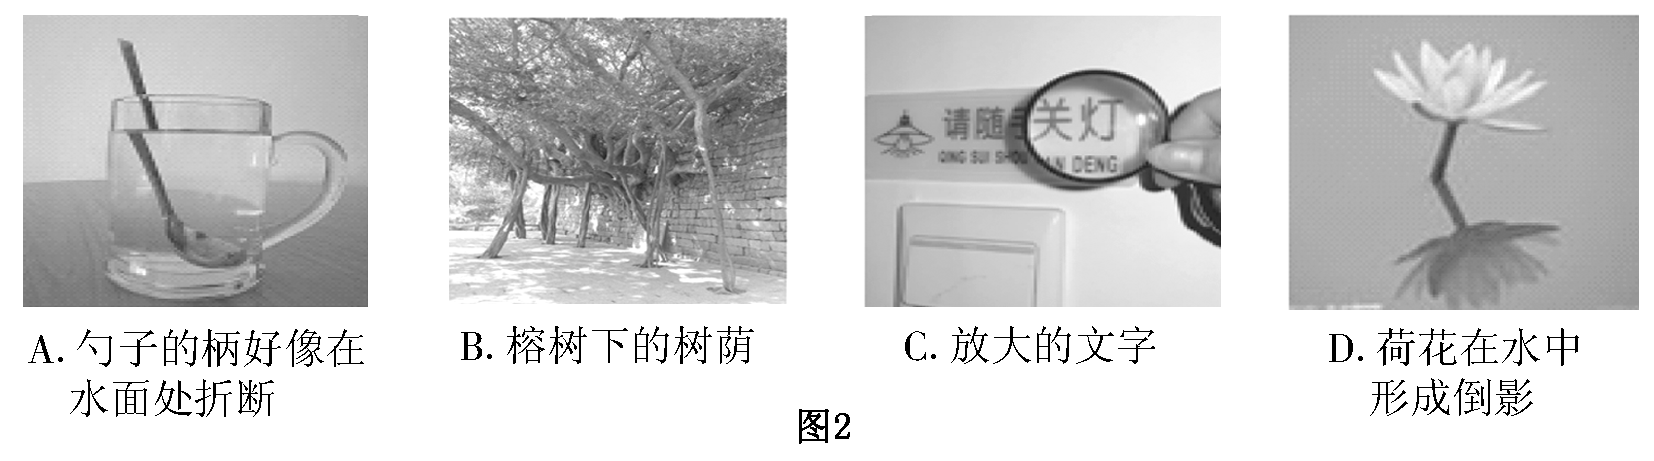 请随手关灯
QING SUI SHOU
AN DENG
A. 勺子的柄好像在
水面处折断
B. 榕树下的树荫
C. 放大的文字
D. 荷花在水中
形成倒影
图2